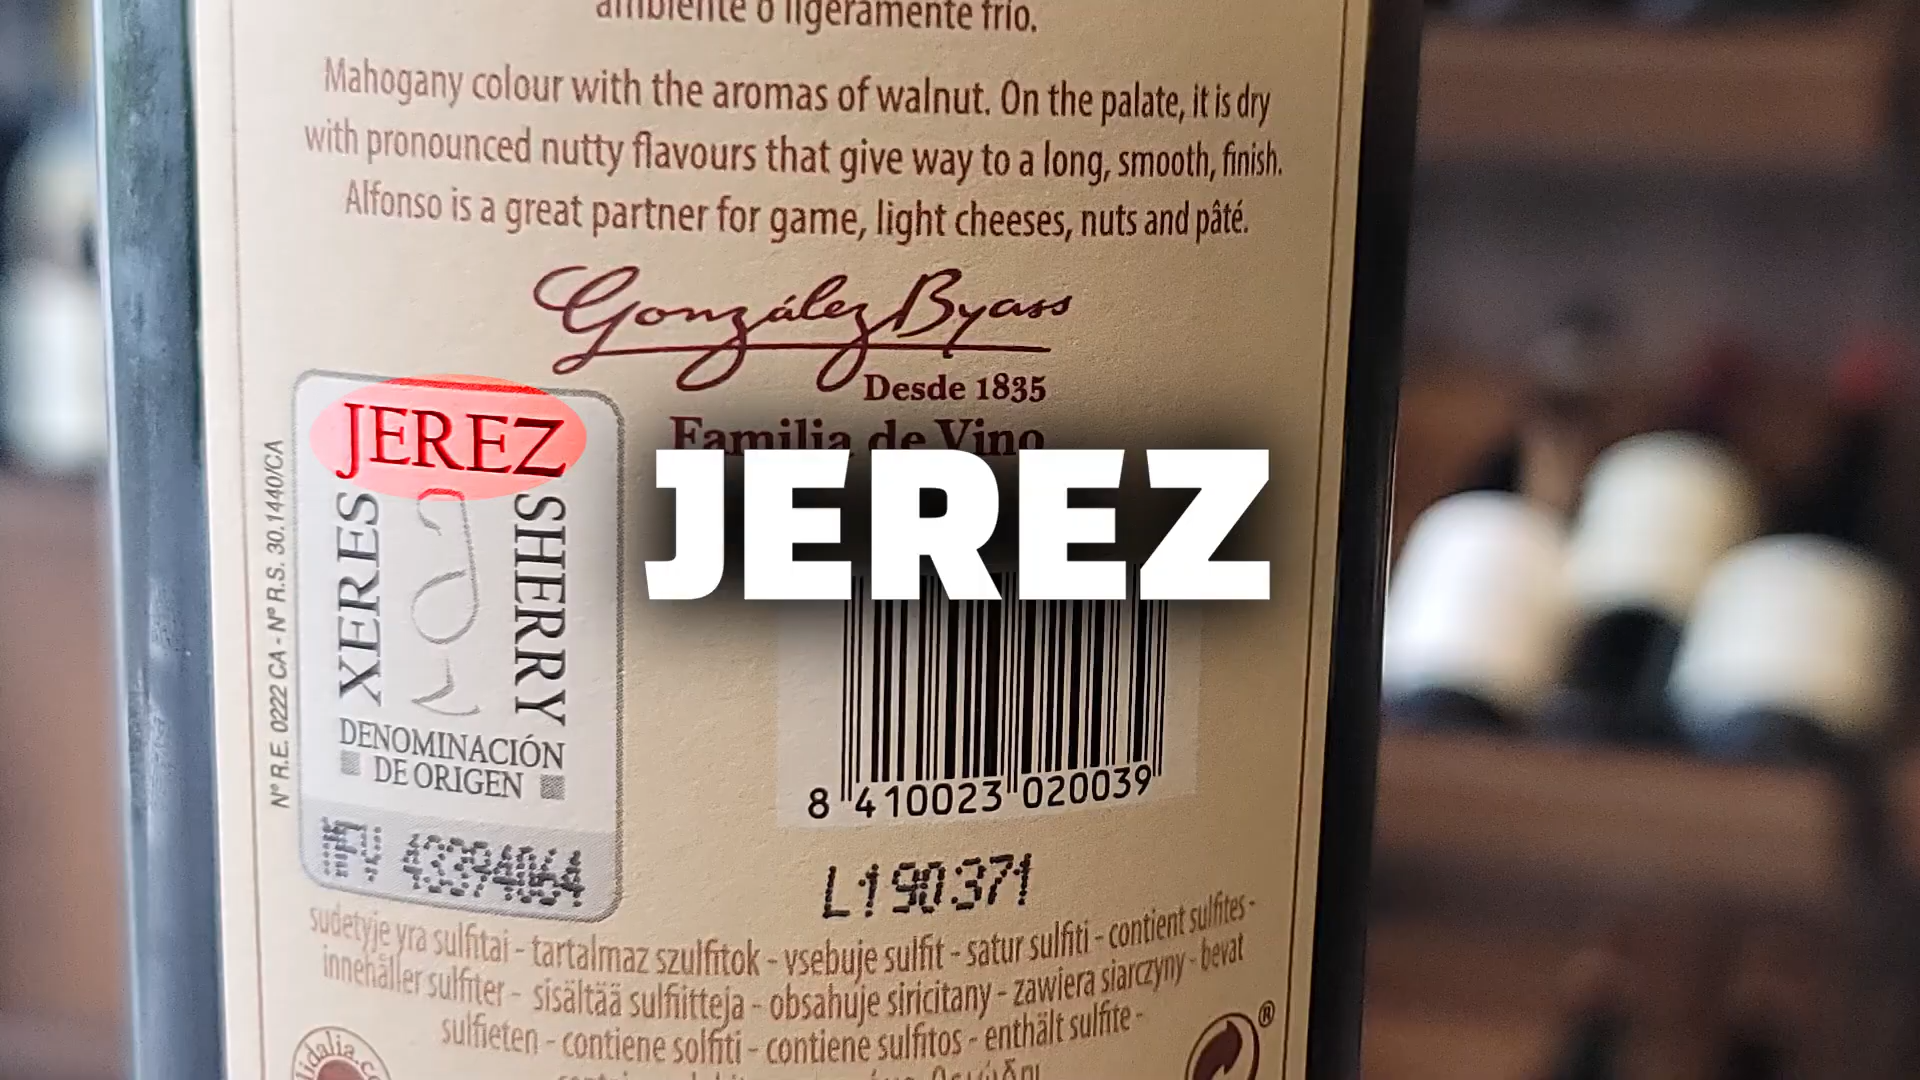 ambiente o ligeramente frío.
Mahogany colour with the aromas of walnut. On the palate, it is dry
with pronounced nutty flavours that give way to a long, smooth, finish.
Alfonso is a great partner for game, light cheeses, nuts and pâté.
González Byass
Desde 1835
Familia de Vino
JEREZ
JEREZ
XERES
SHERRY
DENOMINACIÓN
DE ORIGEN
Nº R.E. 0222 CA - Nº R.S. 30.1440/CA
8 410023 020039
L190371
sudetyje yra sulfitai - tartalmaz szulfitok - vsebuje sulfit - satur sulfiti - contient sulfites -
innehåller sulfiter - sisältää sulfiitteja - obsahuje siricitany - zawiera siarczyny - bevat
sulfieten - contiene solfiti - contiene sulfitos - enthält sulfite -